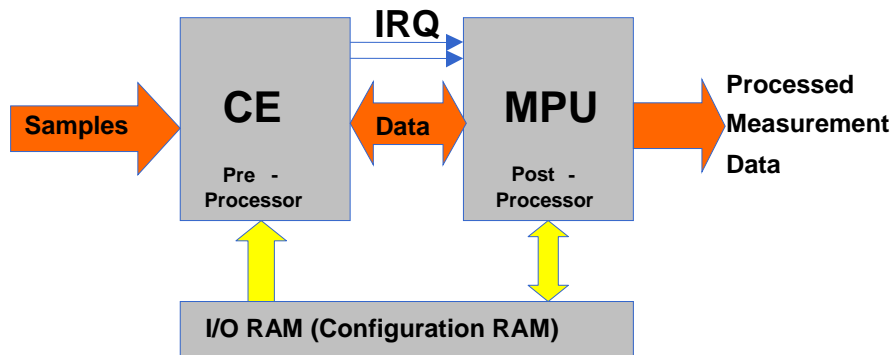 IRQ
Samples
CE
Pre - 
Processor
Data
MPU
Post -
Processor
Processed
Measurement
Data
I/O RAM (Configuration RAM)